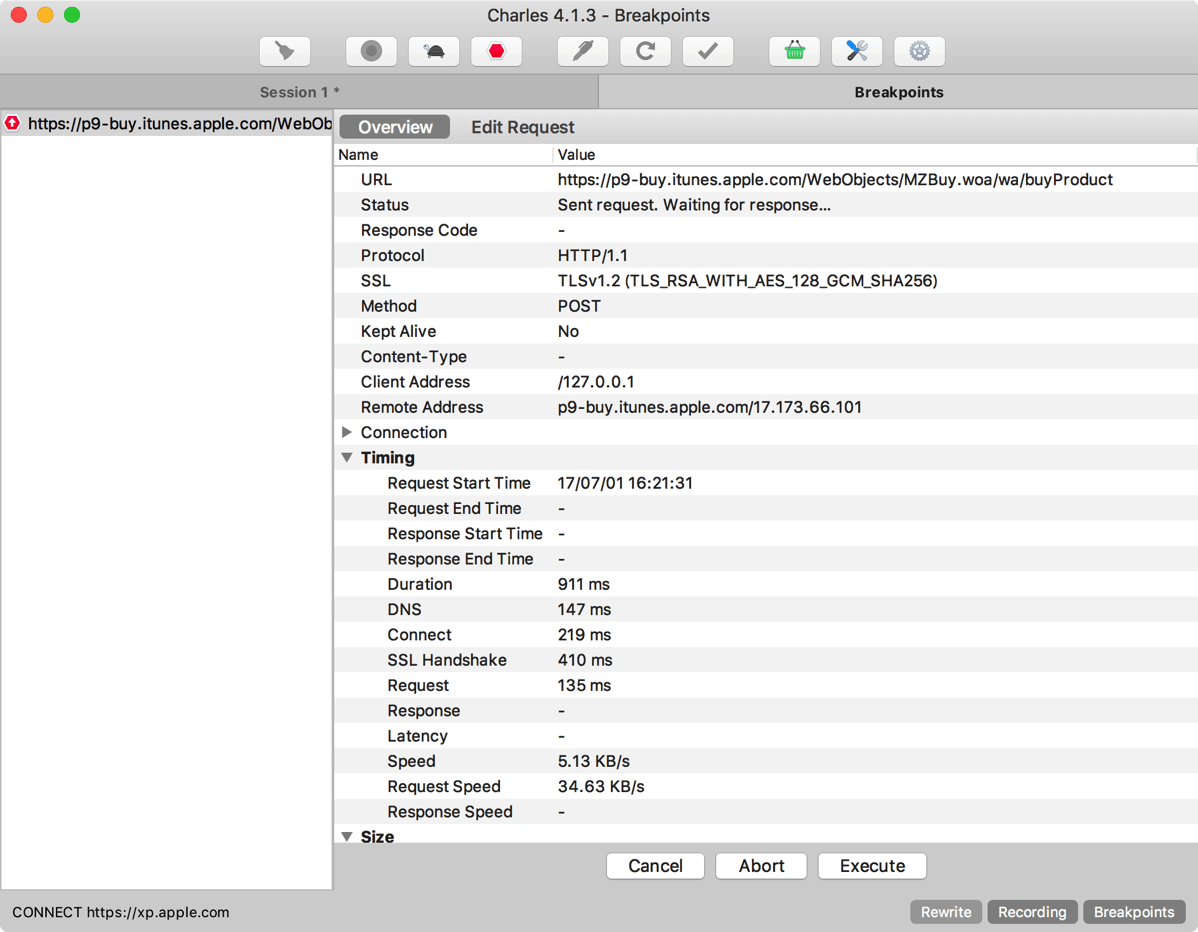 Charles 4.1.3 - Breakpoints
Session 1 *
Breakpoints
https://p9-buy.itunes.apple.com/WebOb
Overview
Edit Request
Name Value
URL https://p9-buy.itunes.apple.com/WebObjects/MZBuy.woa/wa/buyProduct
Status Sent request. Waiting for response...
Response Code -
Protocol HTTP/1.1
SSL TLSv1.2 (TLS_RSA_WITH_AES_128_GCM_SHA256)
Method POST
Kept Alive No
Content-Type -
Client Address /127.0.0.1
Remote Address p9-buy.itunes.apple.com/17.173.66.101
Connection
Timing
Request Start Time 17/07/01 16:21:31
Request End Time -
Response Start Time -
Response End Time -
Duration 911 ms
DNS 147 ms
Connect 219 ms
SSL Handshake 410 ms
Request 135 ms
Response -
Latency -
Speed 5.13 KB/s
Request Speed 34.63 KB/s
Response Speed -
Size
Cancel Abort Execute
CONNECT https://xp.apple.com
Rewrite Recording Breakpoints